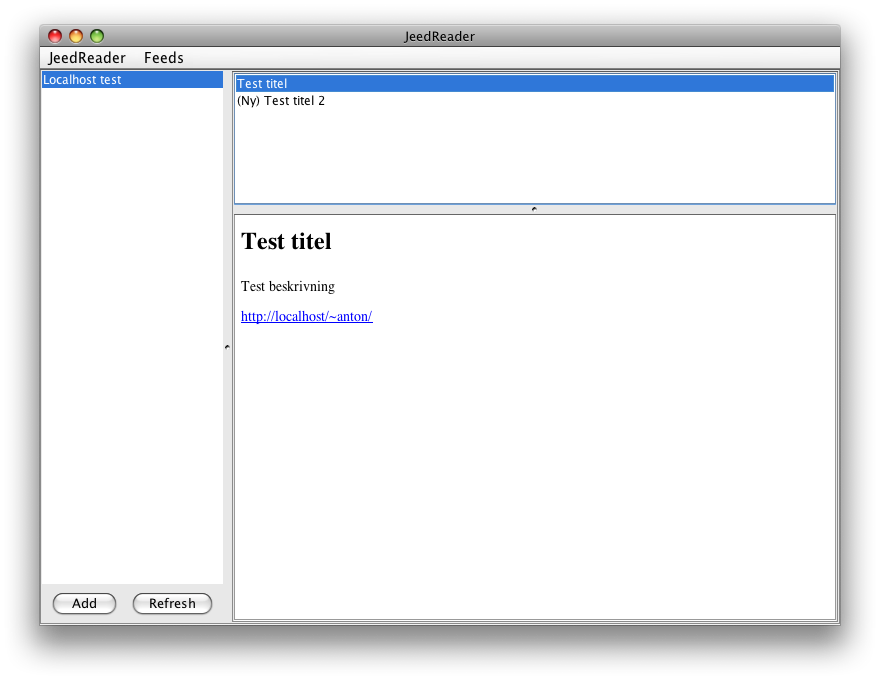 JeedReader
JeedReader Feeds
Localhost test
Test titel
(Ny) Test titel 2
Test titel
Test beskrivning
http://localhost/~anton/
Add Refresh